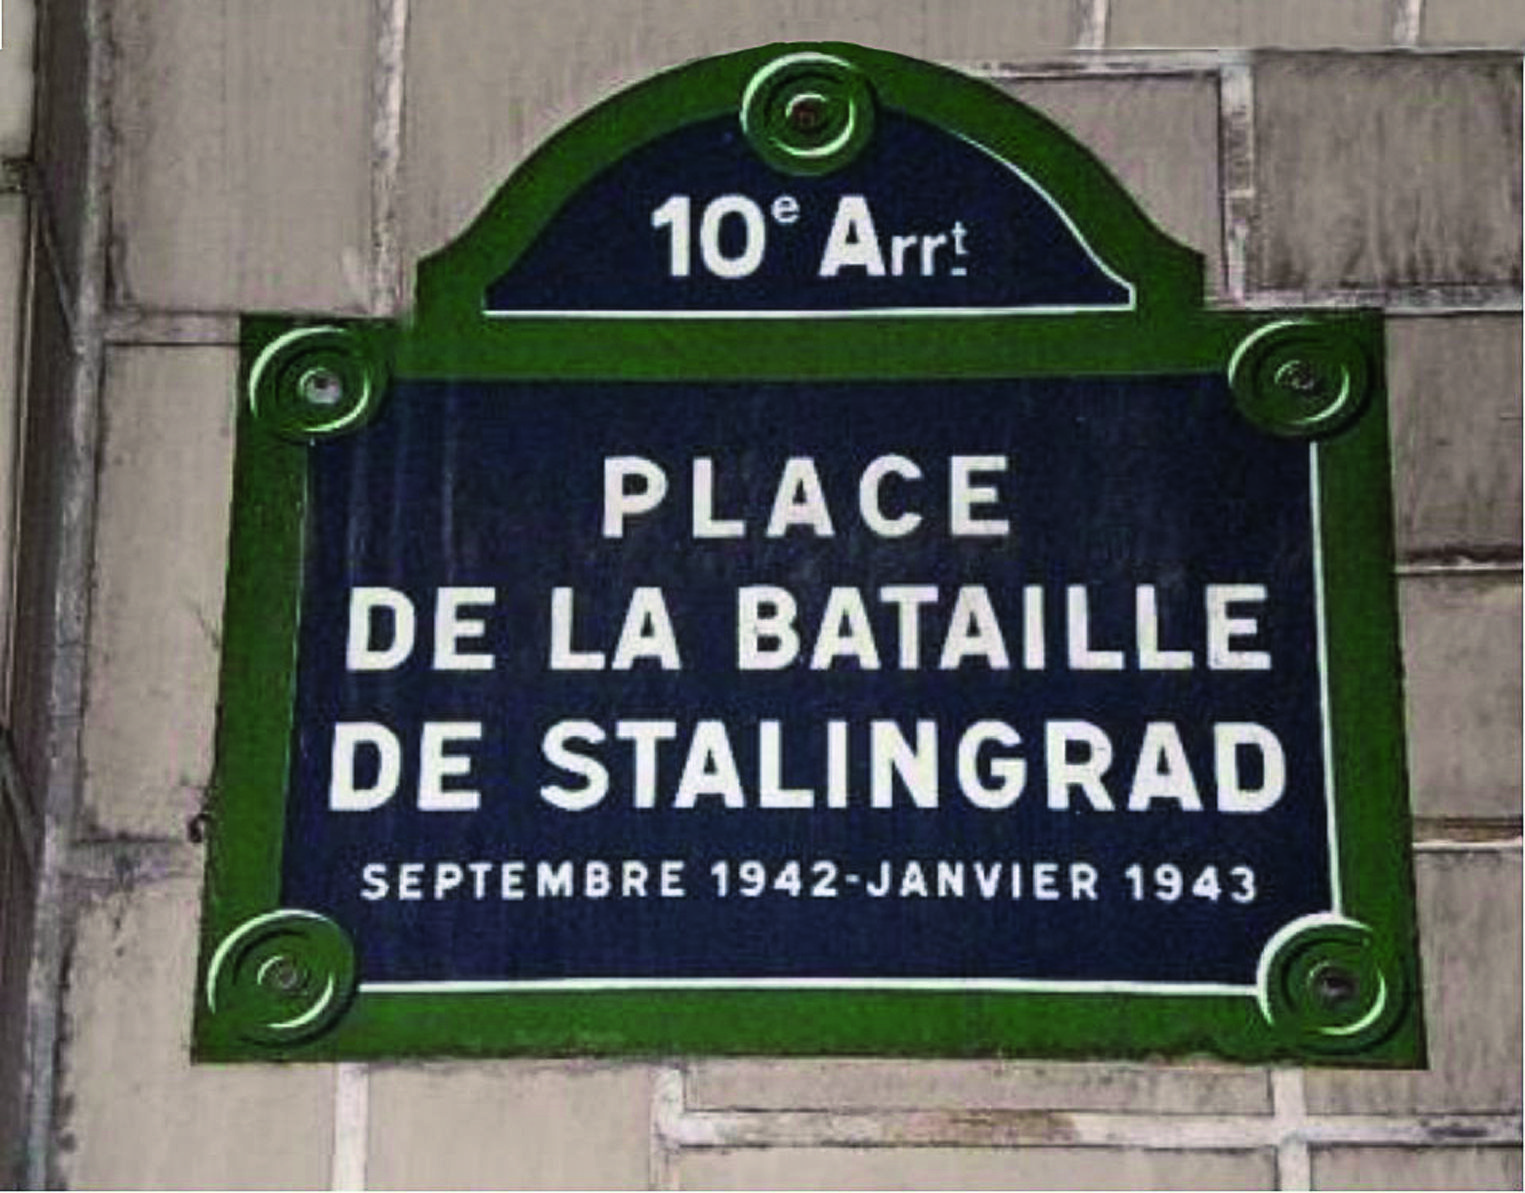 10e Arrt
PLACE
DE LA BATAILLE
DE STALINGRAD
SEPTEMBRE 1942-JANVIER 1943